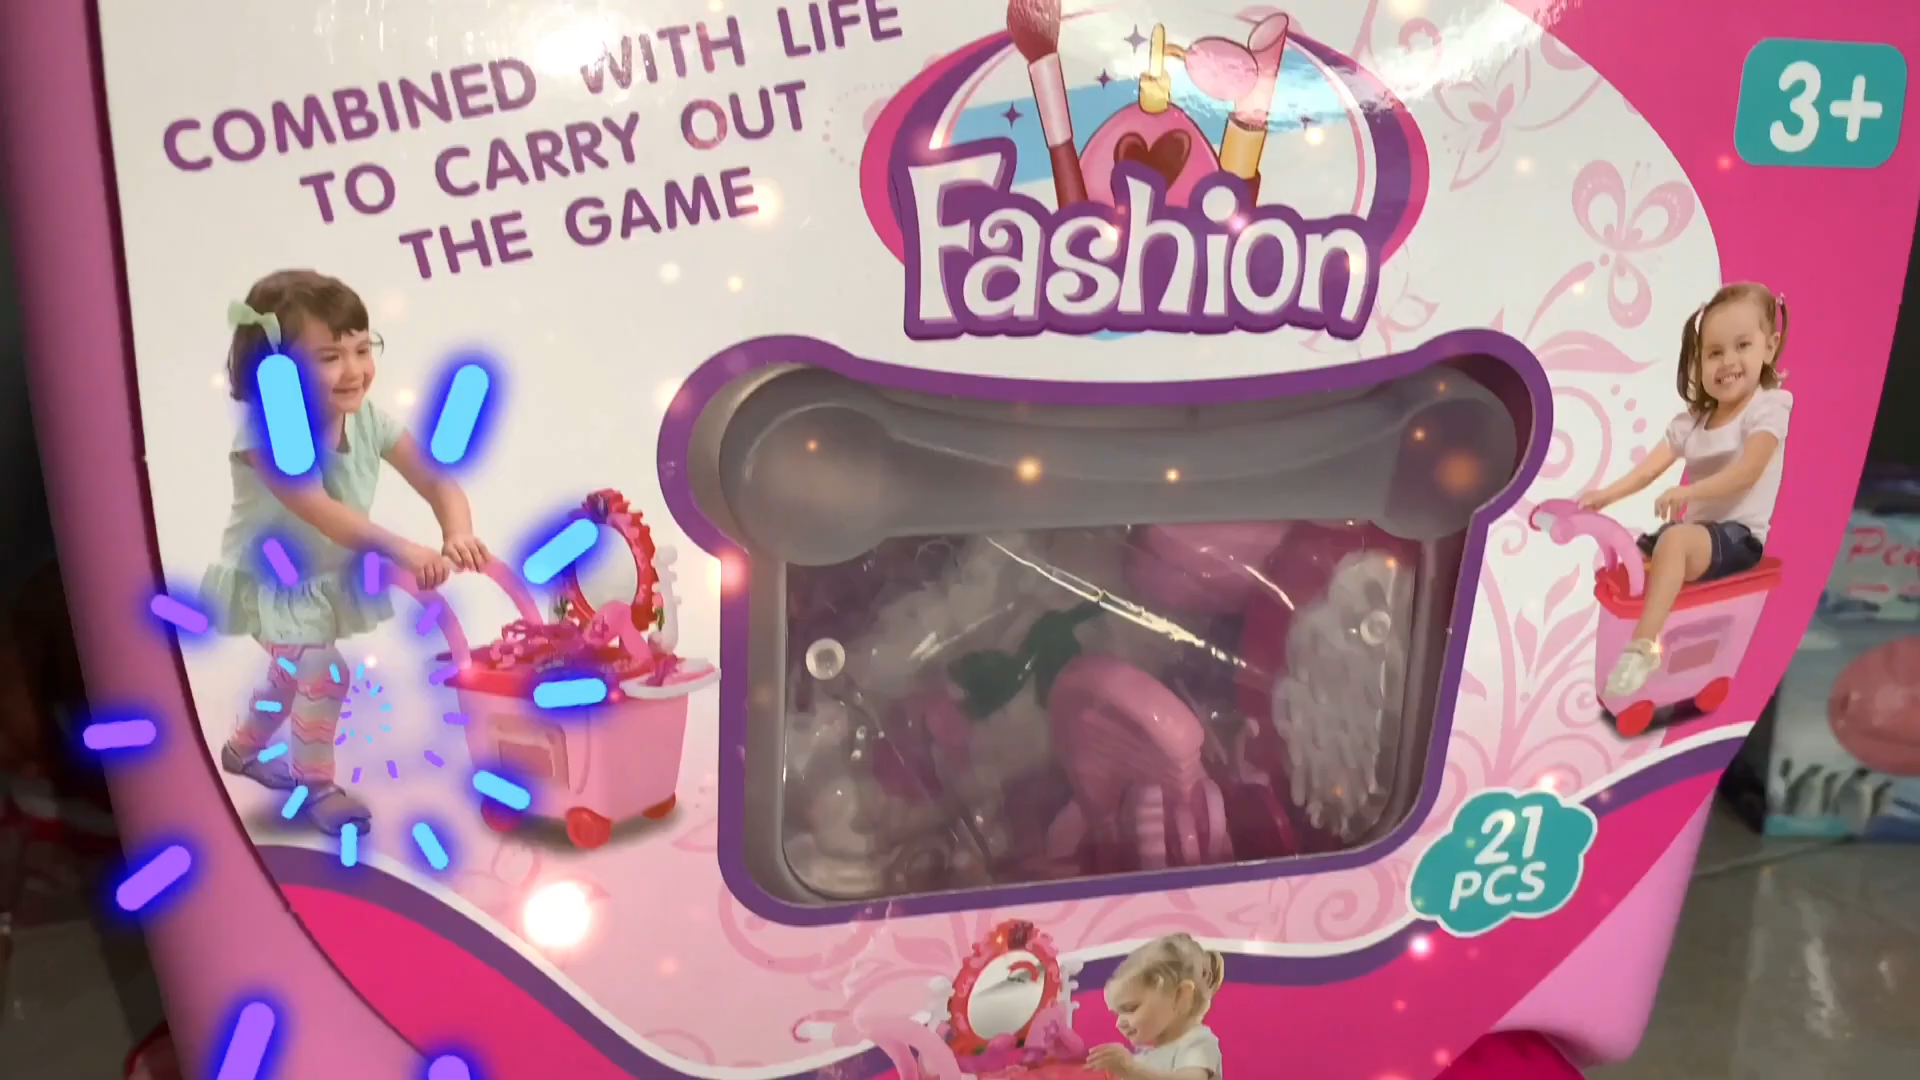 COMBINED WITH LIFE
TO CARRY OUT
THE GAME
Fashion
3+
21
PCS